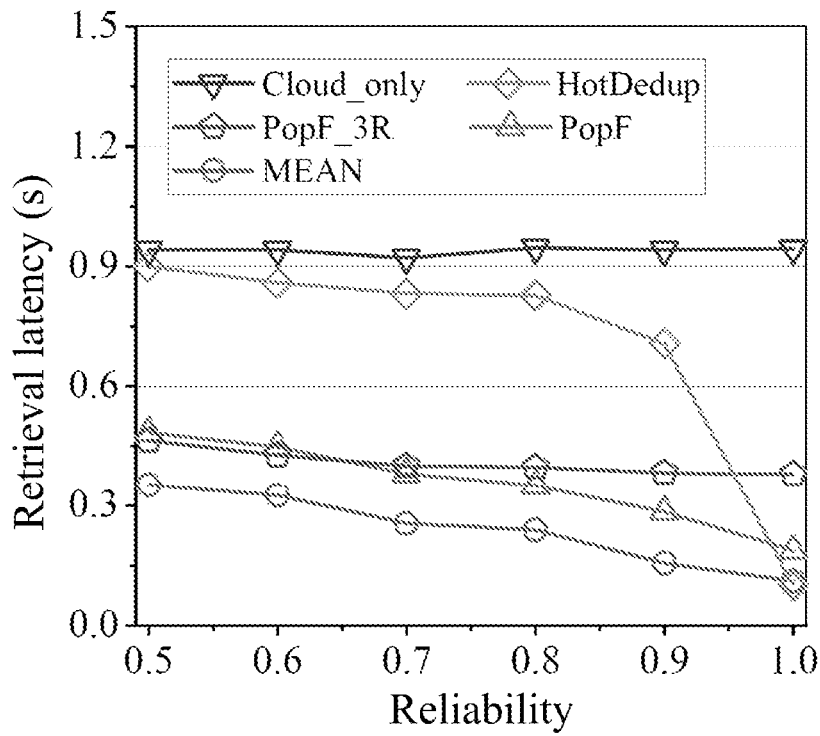 1.5
Cloud_only HotDedup
PopF_3R PopF
MEAN
1.2
0.9
0.6
0.3
0.0
Retrieval latency (s)
0.5 0.6 0.7 0.8 0.9 1.0
Reliability